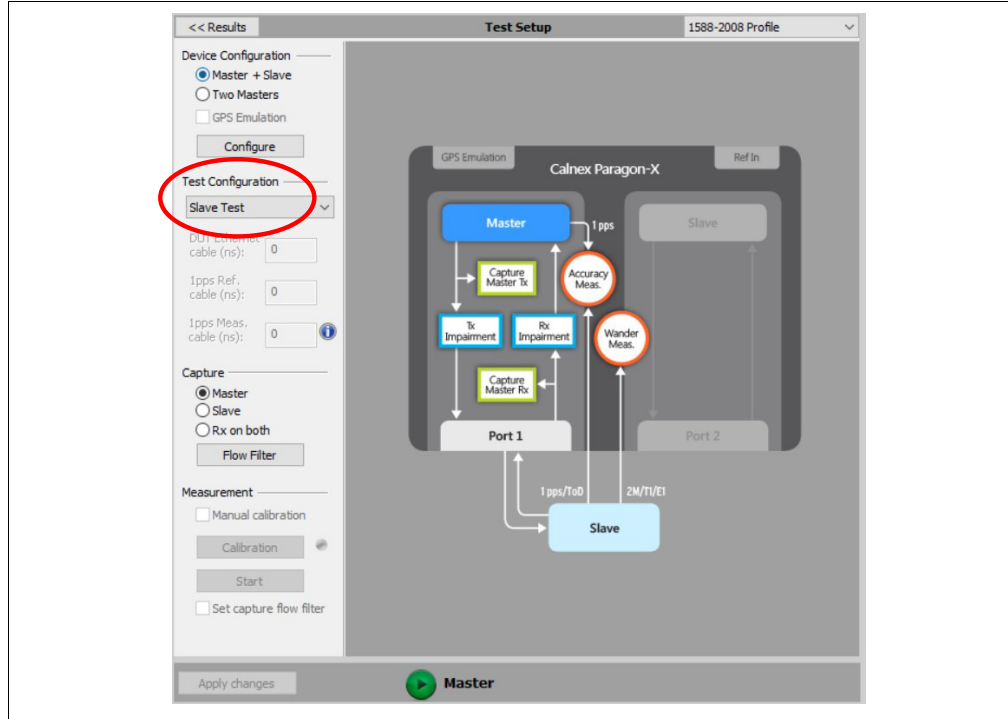 << Results
Test Setup
1588-2008 Profile
Device Configuration
Master + Slave
Two Masters
GPS Emulation
Configure
Test Configuration
Slave Test
DUT Ethernet
cable (ns):
0
1pps Ref.
cable (ns):
0
1pps Meas.
cable (ns):
0
Capture
Master
Slave
Rx on both
Flow Filter
Measurement
Manual calibration
Calibration
Start
Set capture flow filter
Apply changes
GPS Emulation
Calnex Paragon-X
Ref In
Master
1 pps
Slave
Capture
Master Tx
Accuracy
Meas.
Tx
Impairment
Rx
Impairment
Wander
Meas.
Capture
Master Rx
Port 1
Port 2
1 pps/ToD
2M/T1/E1
Slave
Master